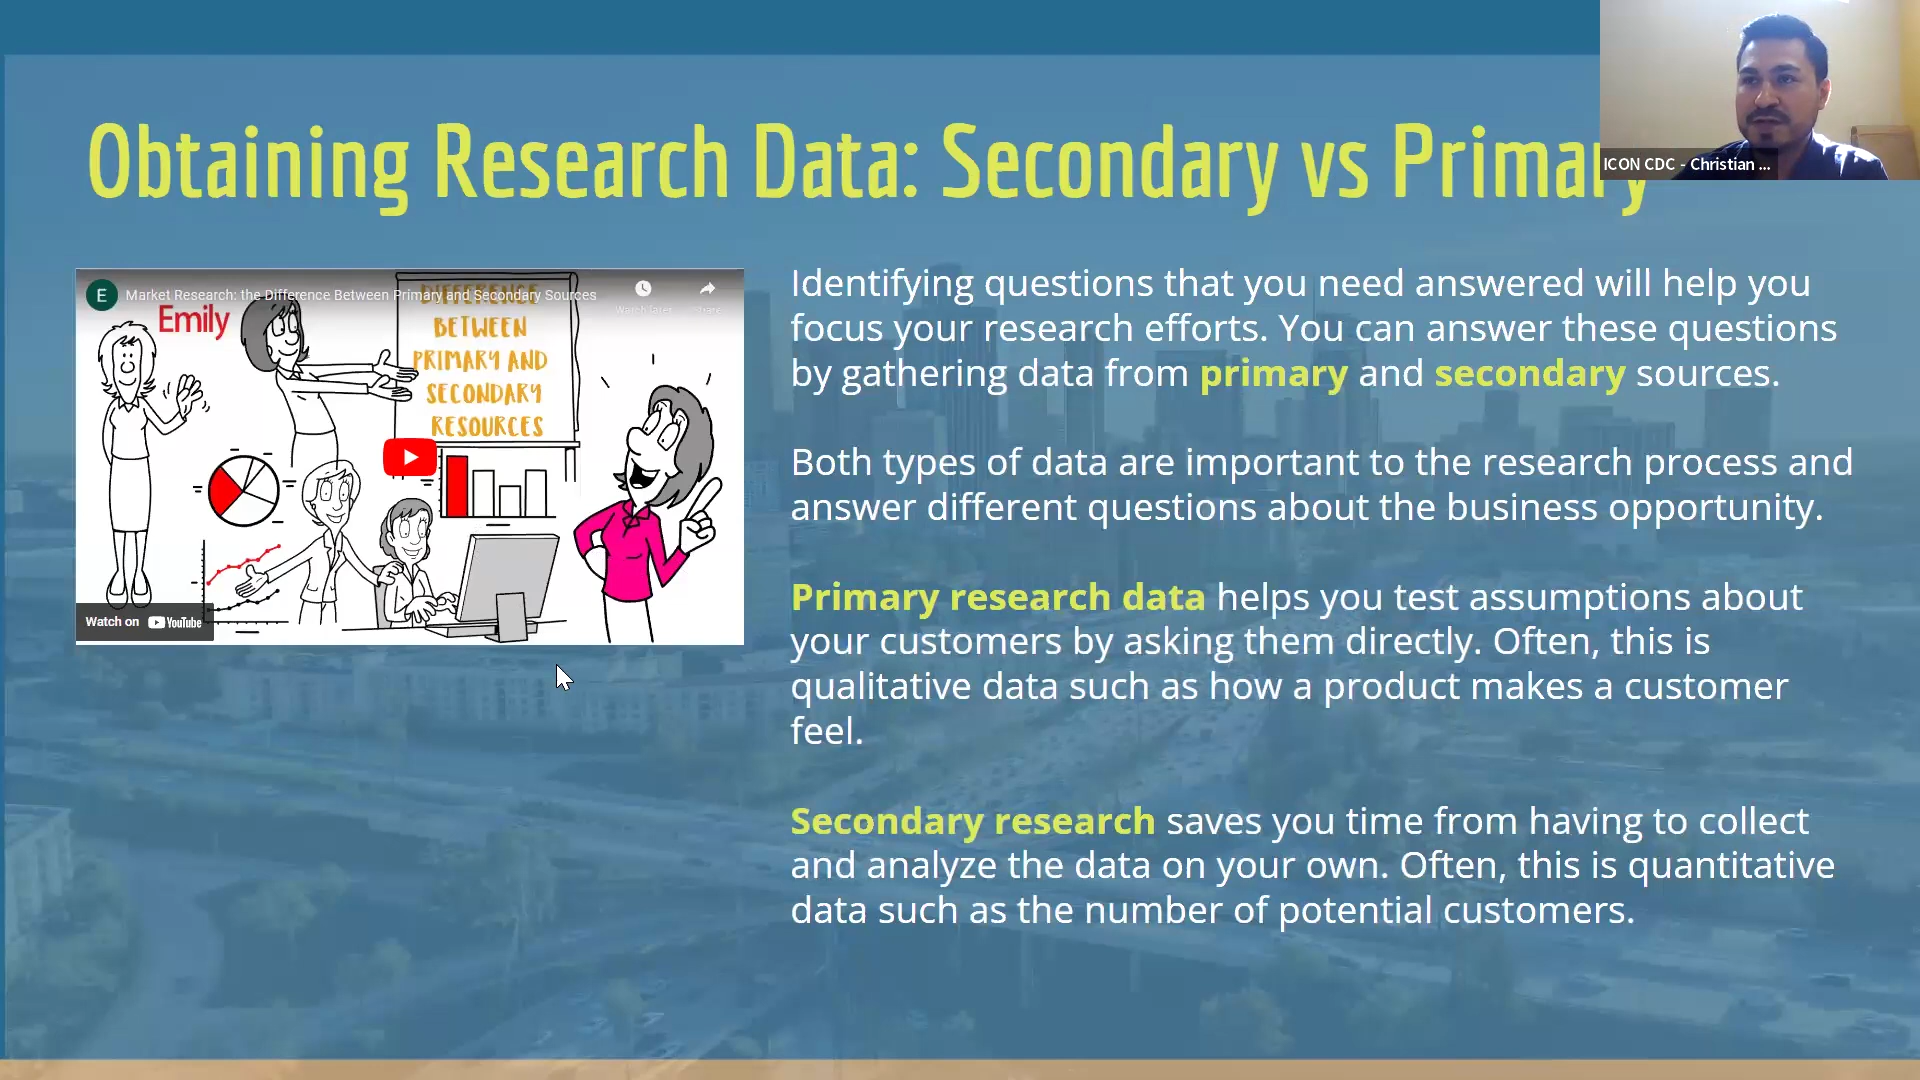 Obtaining Research Data: Secondary vs Primary
ICON CDC - Christian ...
E
Market Research: the Difference Between Primary and Secondary Sources
Watch later
Share
Emily
DIFFERENCE
BETWEEN
PRIMARY AND
SECONDARY
RESOURCES
Watch on YouTube
Identifying questions that you need answered will help you
focus your research efforts. You can answer these questions
by gathering data from primary and secondary sources.
Both types of data are important to the research process and
answer different questions about the business opportunity.
Primary research data helps you test assumptions about
your customers by asking them directly. Often, this is
qualitative data such as how a product makes a customer
feel.
Secondary research saves you time from having to collect
and analyze the data on your own. Often, this is quantitative
data such as the number of potential customers.